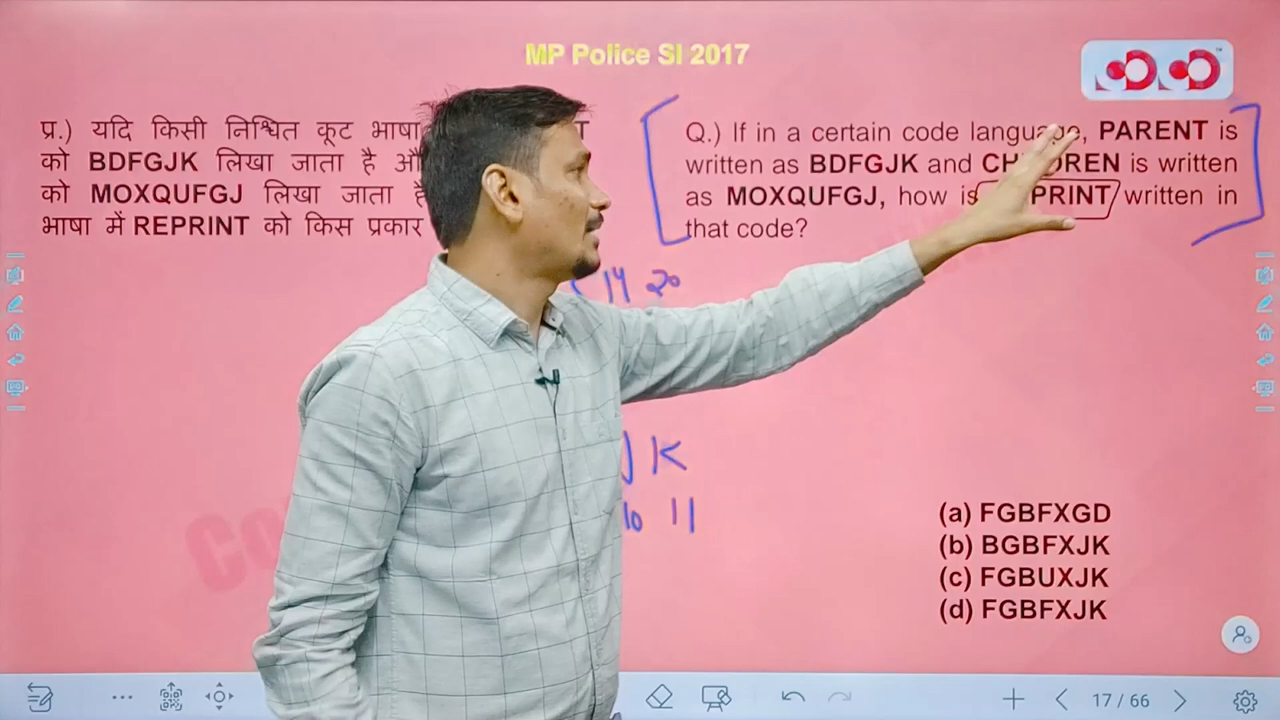 MP Police SI 2017
प्र.) यदि किसी निश्चित कूट भाषा
को BDFGJK लिखा जाता है औ
को MOXQUFGJ लिखा जाता है
भाषा में REPRINT को किस प्रकार
Q.) If in a certain code language, PARENT is
written as BDFGJK and CH DREN is written
as MOXQUFGJ, how is PRINT written in
that code?
14 20
J K
10 11
(a) FGBFXGD
(b) BGBFXJK
(c) FGBUXJK
(d) FGBFXJK
17 / 66